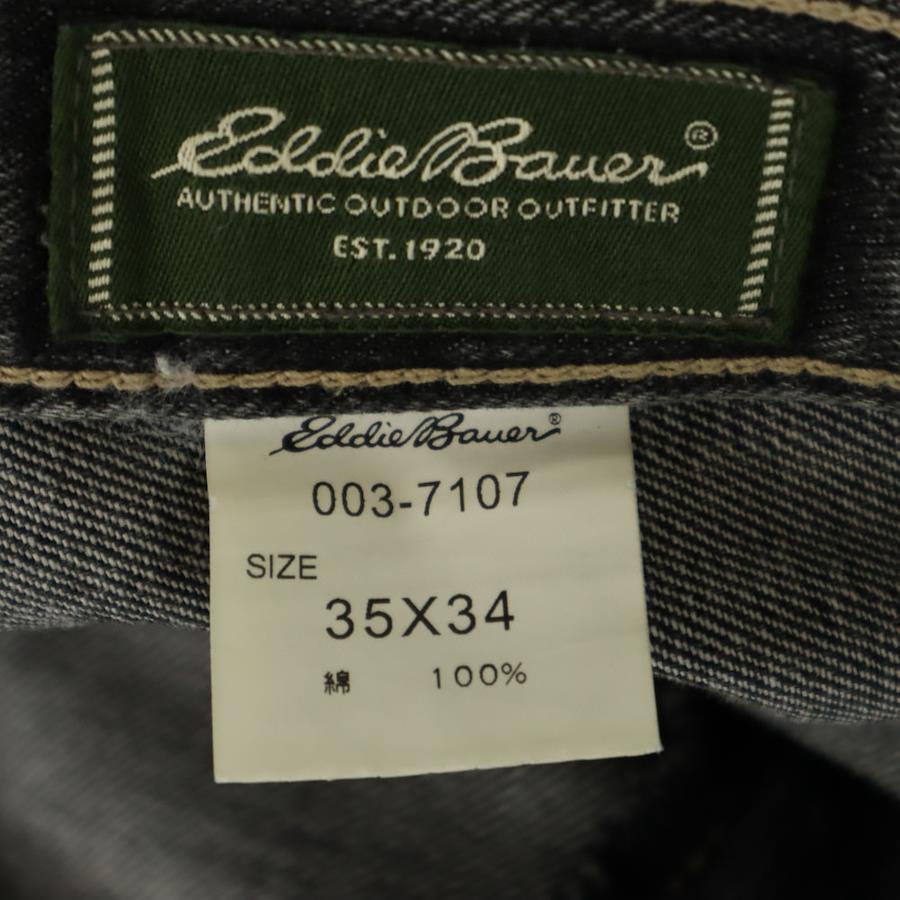 Eddie Bauer®
AUTHENTIC OUTDOOR OUTFITTER
EST. 1920
Eddie Bauer®
003-7107
SIZE
35X34
綿 100%